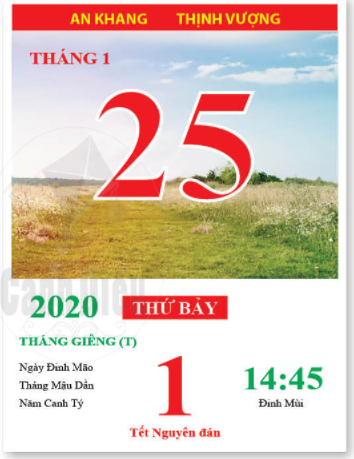 AN KHANG THỊNH VƯỢNG
THÁNG 1
25
2020
THỨ BẢY
THÁNG GIÊNG (T)
Ngày Đinh Mão
Tháng Mậu Dần
Năm Canh Tý
1
14:45
Đinh Mùi
Tết Nguyên đán